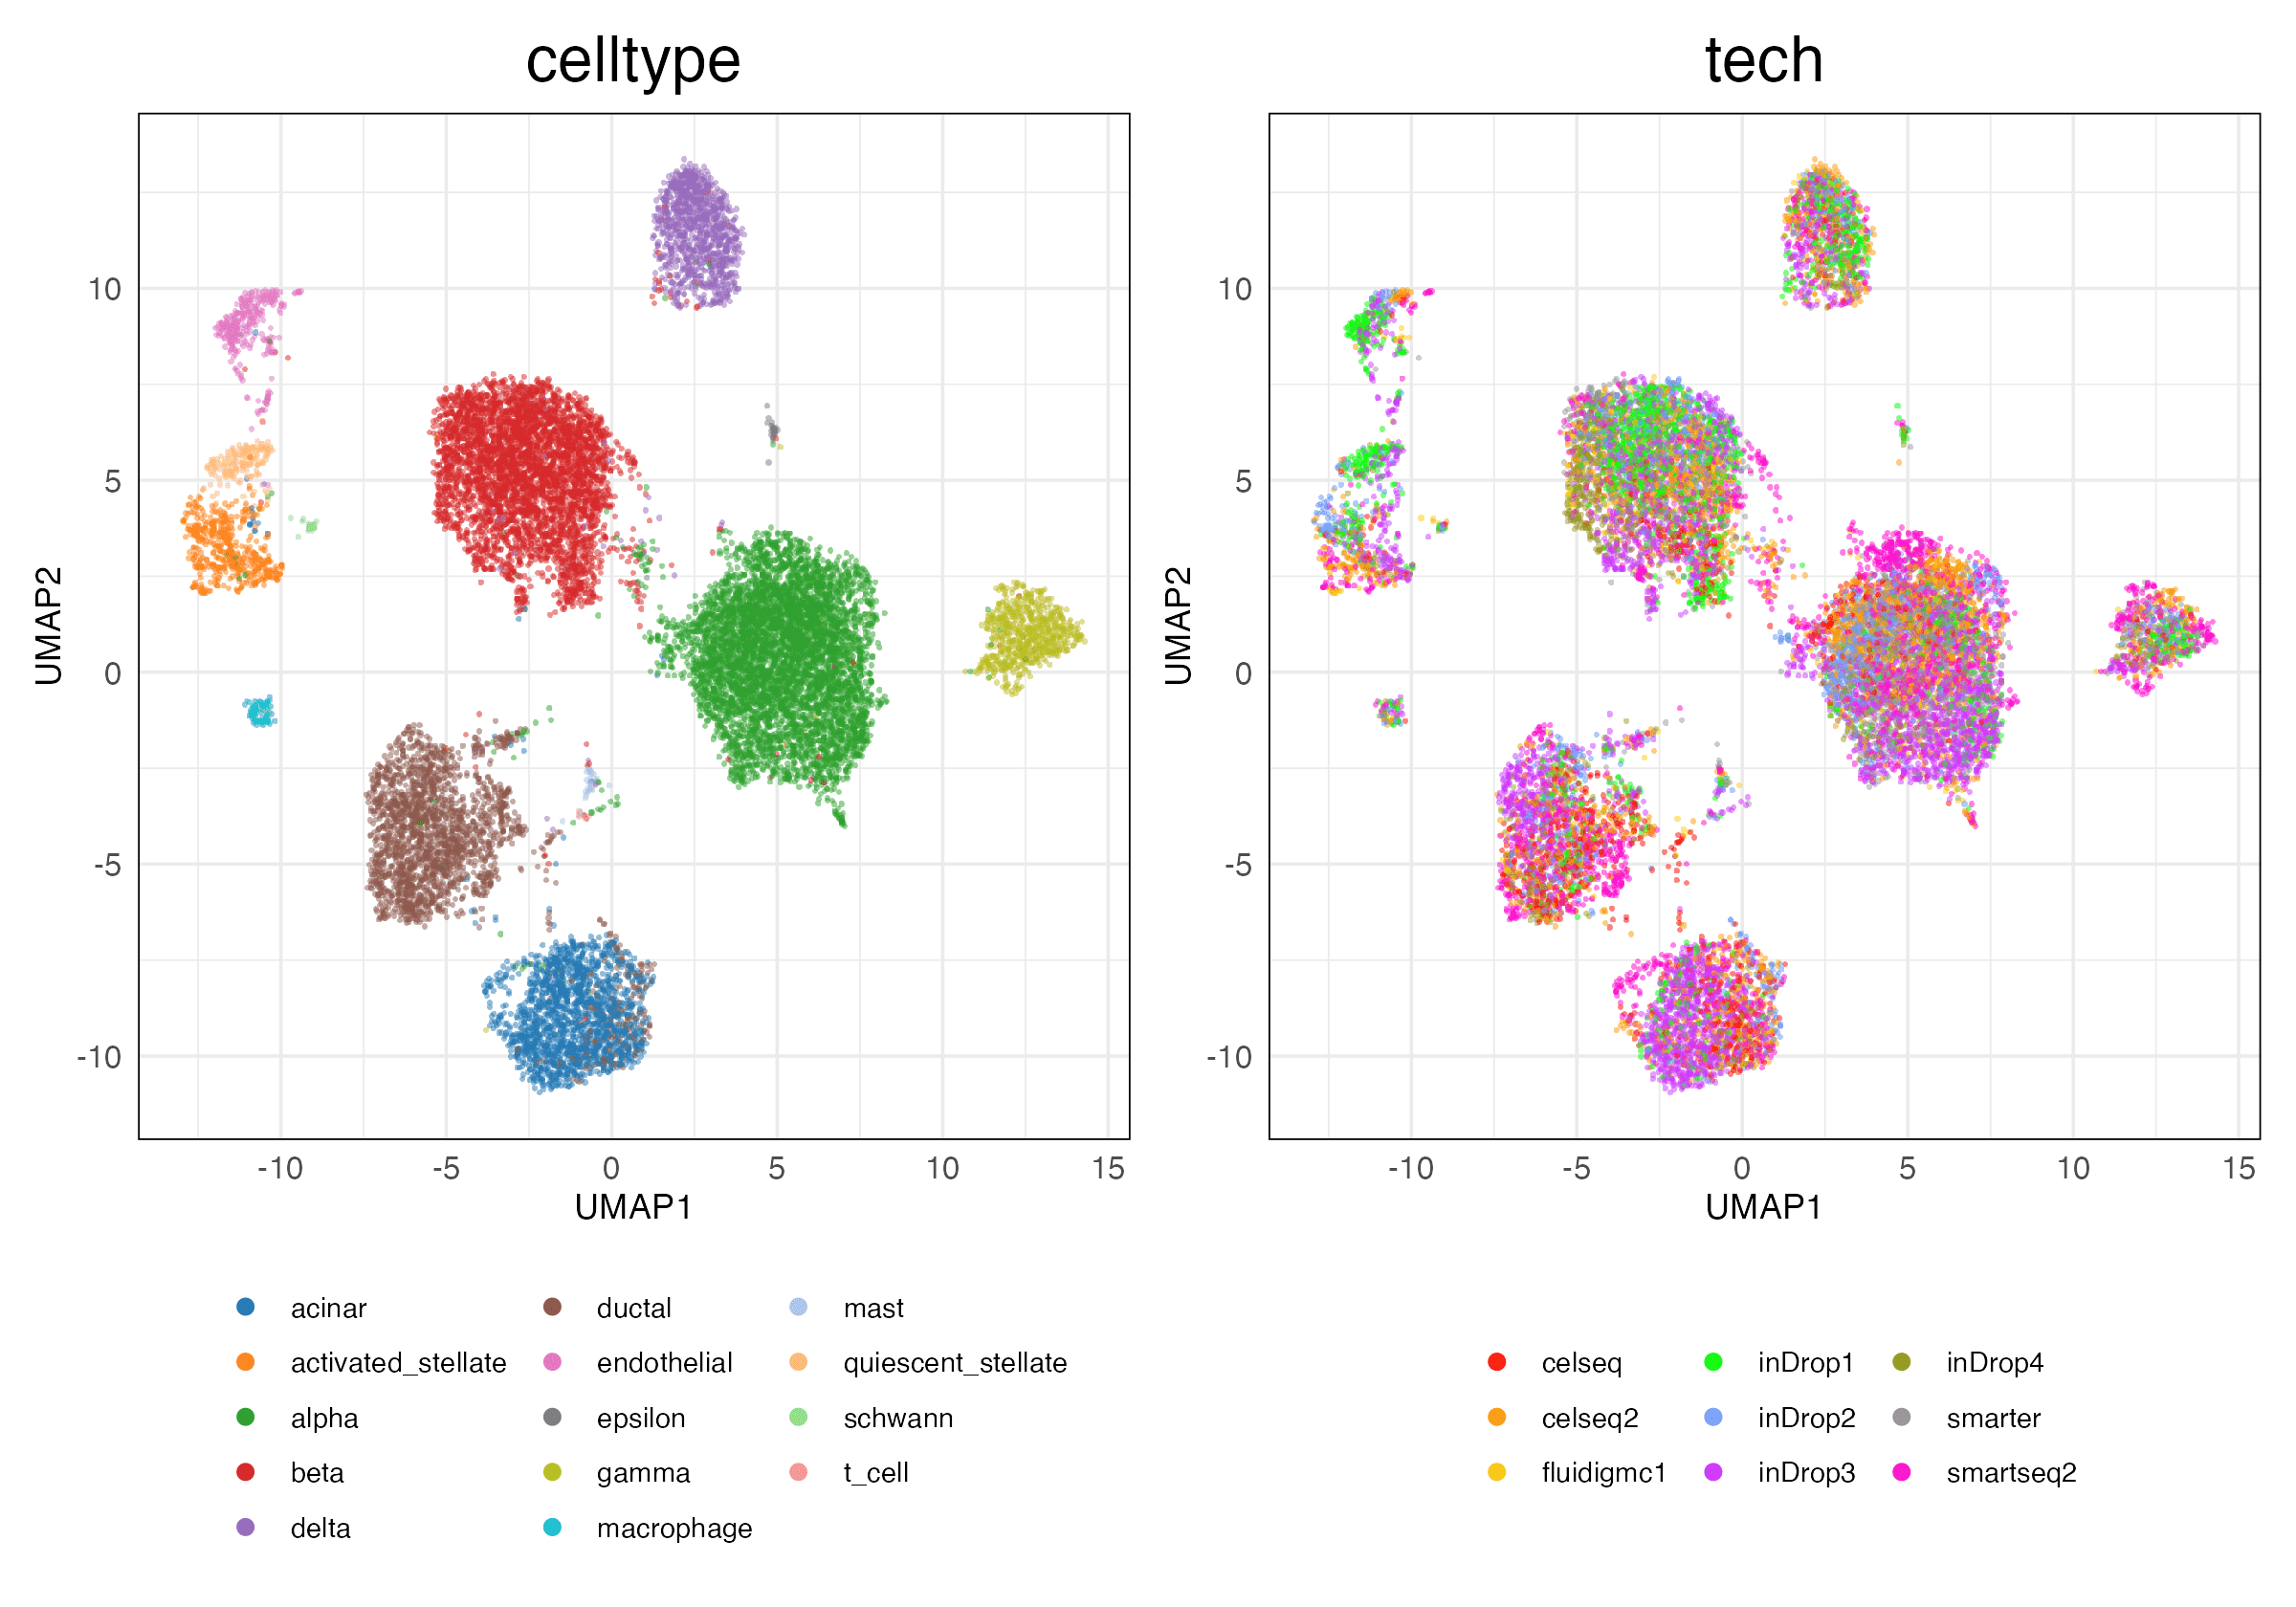 celltype
tech
10
5
0
-5
-10
UMAP2
-10 -5 0 5 10 15
UMAP1
10
5
0
-5
-10
UMAP2
-10 -5 0 5 10 15
UMAP1
acinar ductal mast
activated_stellate endothelial quiescent_stellate
alpha epsilon schwann
beta gamma t_cell
delta macrophage
celseq inDrop1 inDrop4
celseq2 inDrop2 smarter
fluidigmc1 inDrop3 smartseq2